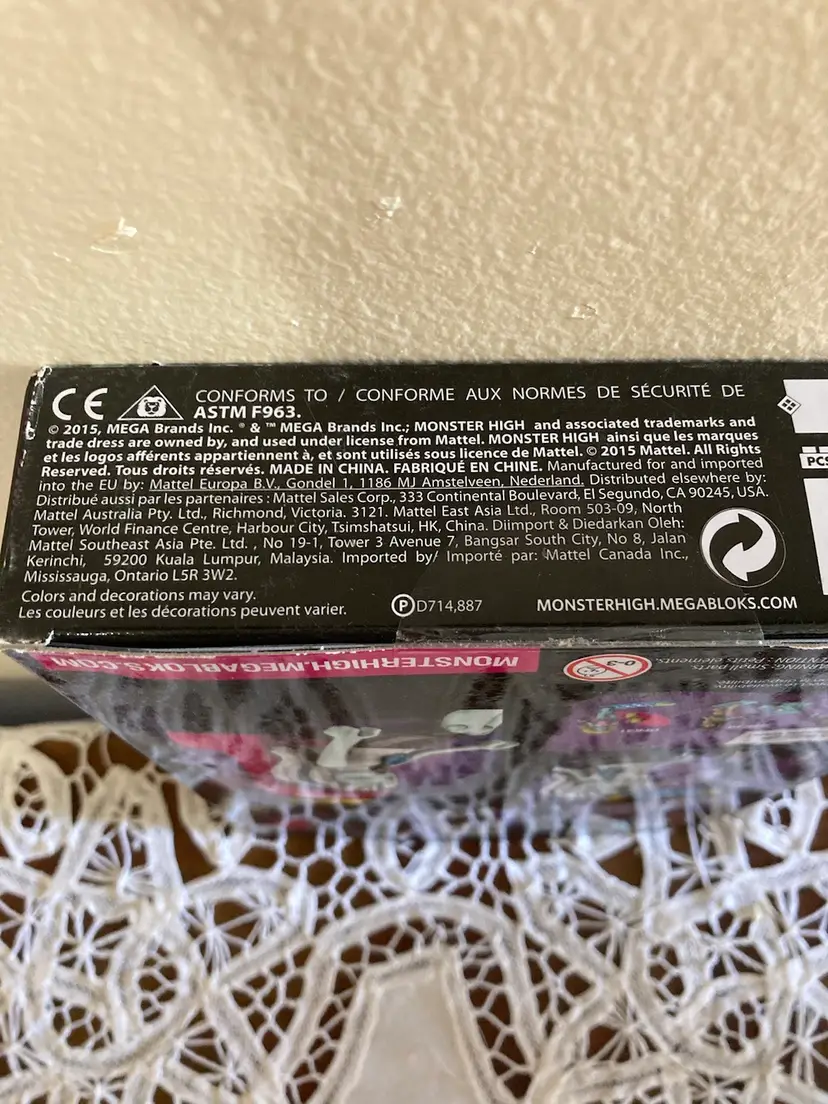 CE CONFORMS TO / CONFORME AUX NORMES DE SÉCURITÉ DE
ASTM F963.
© 2015, MEGA Brands Inc. ® & ™ MEGA Brands Inc.; MONSTER HIGH and associated trademarks and
trade dress are owned by, and used under license from Mattel. MONSTER HIGH ainsi que les marques
et les logos afférents appartiennent à, et sont utilisés sous licence de Mattel. © 2015 Mattel. All Rights
Reserved. Tous droits réservés. MADE IN CHINA. FABRIQUÉ EN CHINE. Manufactured for and imported
into the EU by: Mattel Europa B.V., Gondel 1, 1186 MJ Amstelveen, Nederland. Distributed elsewhere by:
Distribué aussi par les partenaires : Mattel Sales Corp., 333 Continental Boulevard, El Segundo, CA 90245, USA.
Mattel Australia Pty. Ltd., Richmond, Victoria. 3121. Mattel East Asia Ltd., Room 503-09, North
Tower, World Finance Centre, Harbour City, Tsimshatsui, HK, China. Diimport & Diedarkan Oleh:
Mattel Southeast Asia Pte. Ltd. , No 19-1, Tower 3 Avenue 7, Bangsar South City, No 8, Jalan
Kerinchi, 59200 Kuala Lumpur, Malaysia. Imported by/ Importé par: Mattel Canada Inc.,
Mississauga, Ontario L5R 3W2.
Colors and decorations may vary.
Les couleurs et les décorations peuvent varier.
Ⓟ D714,887
MONSTERHIGH.MEGABLOKS.COM
PCS
MONSTERHIGH.MEGABLOKS.COM
0-3
WARNING: Small parts.
ATTENTION : Petits éléments.